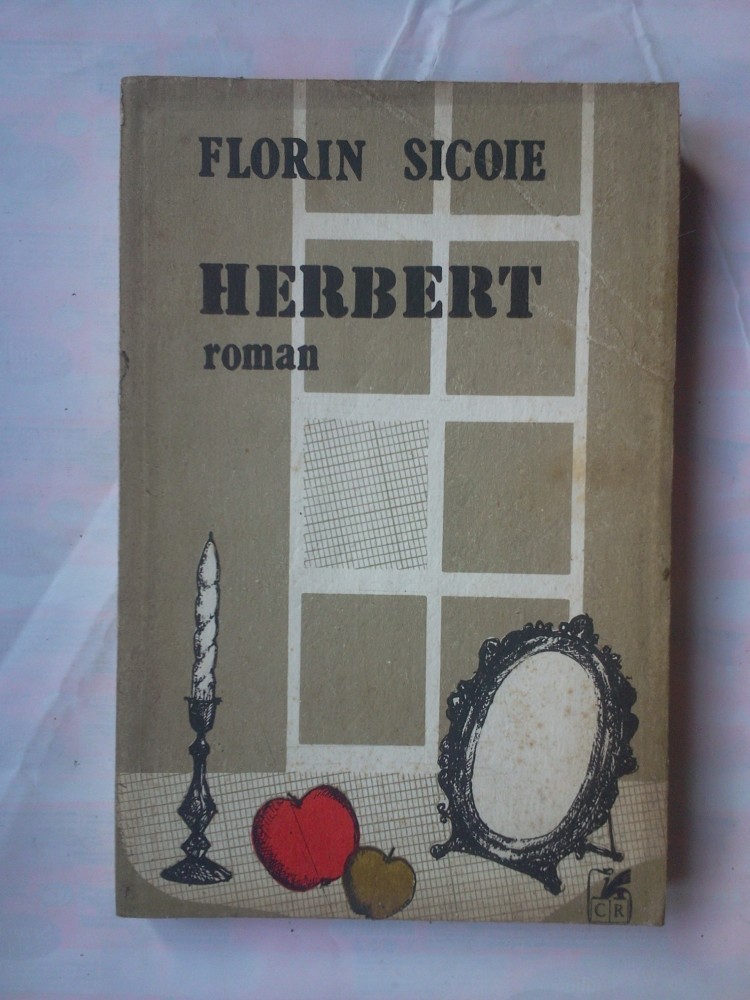 FLORIN SICOIE
HERBERT
roman
CR